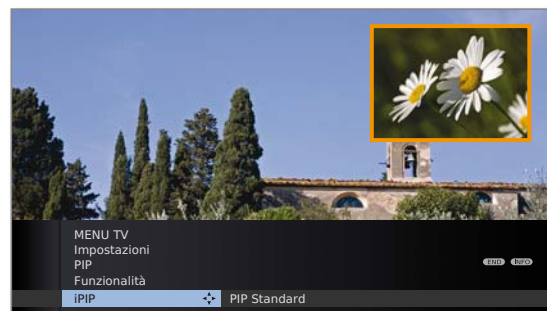 MENU TV
Impostazioni
PIP
END INFO
Funzionalità
iPIP PIP Standard